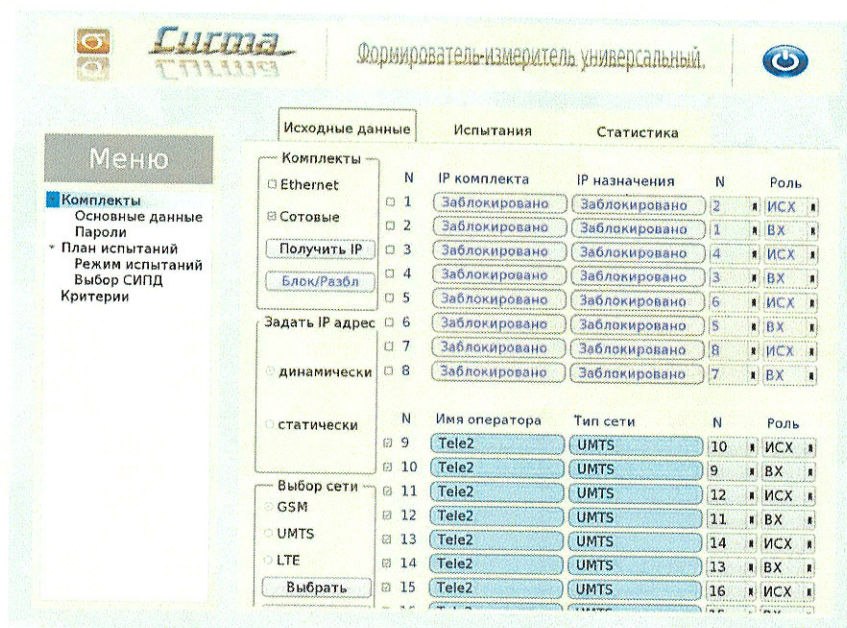 Сигма
Формирователь-измеритель универсальный.
Меню
Комплекты
Основные данные
Пароли
План испытаний
Режим испытаний
Выбор СИПД
Критерии
Исходные данные Испытания Статистика
Комплекты
Ethernet
Сотовые
Получить IP
Блок/Разбл
Задать IP адрес
динамически
статически
Выбор сети
GSM
UMTS
LTE
Выбрать
N IP комплекта IP назначения N Роль
1 Заблокировано Заблокировано 2 ИСХ
2 Заблокировано Заблокировано 1 ВХ
3 Заблокировано Заблокировано 4 ИСХ
4 Заблокировано Заблокировано 3 ВХ
5 Заблокировано Заблокировано 6 ИСХ
6 Заблокировано Заблокировано 5 ВХ
7 Заблокировано Заблокировано 8 ИСХ
8 Заблокировано Заблокировано 7 ВХ
N Имя оператора Тип сети N Роль
9 Tele2 UMTS 10 ИСХ
10 Tele2 UMTS 9 ВХ
11 Tele2 UMTS 12 ИСХ
12 Tele2 UMTS 11 ВХ
13 Tele2 UMTS 14 ИСХ
14 Tele2 UMTS 13 ВХ
15 Tele2 UMTS 16 ИСХ